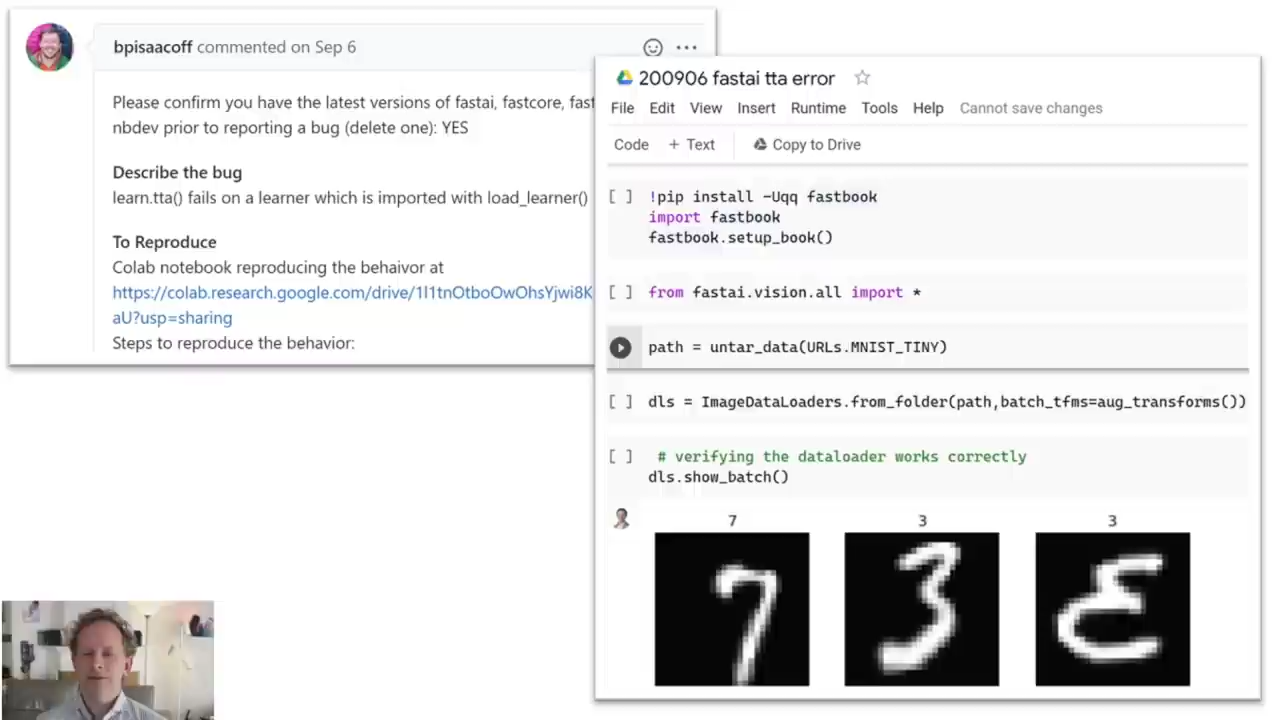 bpisaacoff commented on Sep 6
Please confirm you have the latest versions of fastai, fastcore, fast
nbdev prior to reporting a bug (delete one): YES
Describe the bug
learn.tta() fails on a learner which is imported with load_learner()
To Reproduce
Colab notebook reproducing the behaivor at
https://colab.research.google.com/drive/1l1tnOtboOwOhsYjwi8K
aU?usp=sharing
Steps to reproduce the behavior:
200906 fastai tta error
File Edit View Insert Runtime Tools Help Cannot save changes
Code + Text Copy to Drive
[ ] !pip install -Uqq fastbook
import fastbook
fastbook.setup_book()
[ ] from fastai.vision.all import *
path = untar_data(URLs.MNIST_TINY)
[ ] dls = ImageDataLoaders.from_folder(path,batch_tfms=aug_transforms())
[ ] # verifying the dataloader works correctly
dls.show_batch()
7 3 3
7 3 3